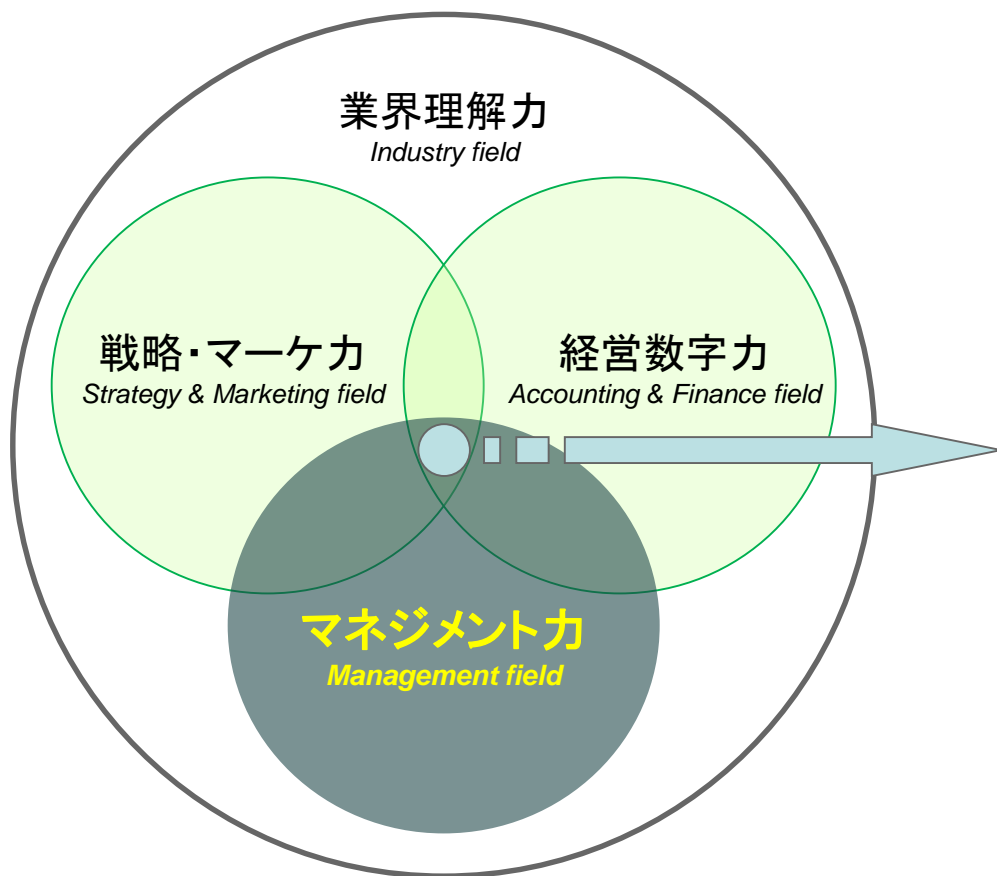 業界理解力
Industry field
戦略・マーケ力
Strategy & Marketing field
経営数字力
Accounting & Finance field
マネジメント力
Management field